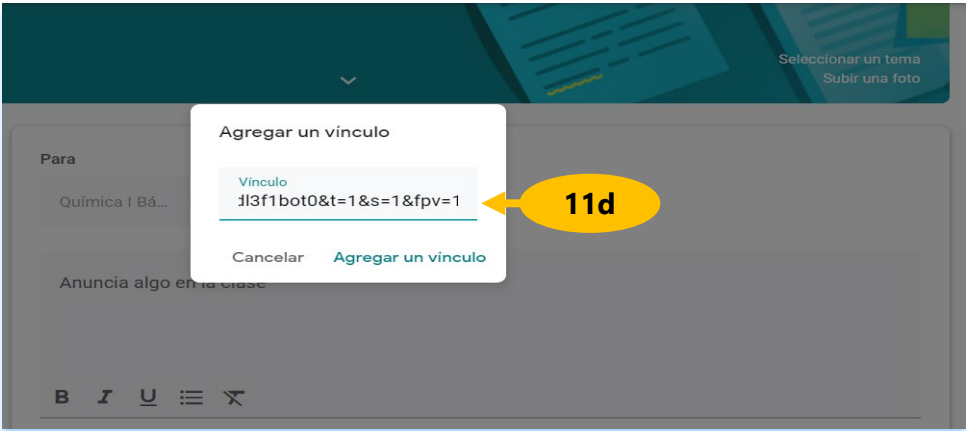 Seleccionar un tema
Subir una foto
Agregar un vínculo
Para
Vínculo
dl3f1bot0&t=1&s=1&fpv=1
11d
Química I Bá...
Cancelar Agregar un vínculo
Anuncia algo en la clase
B I U